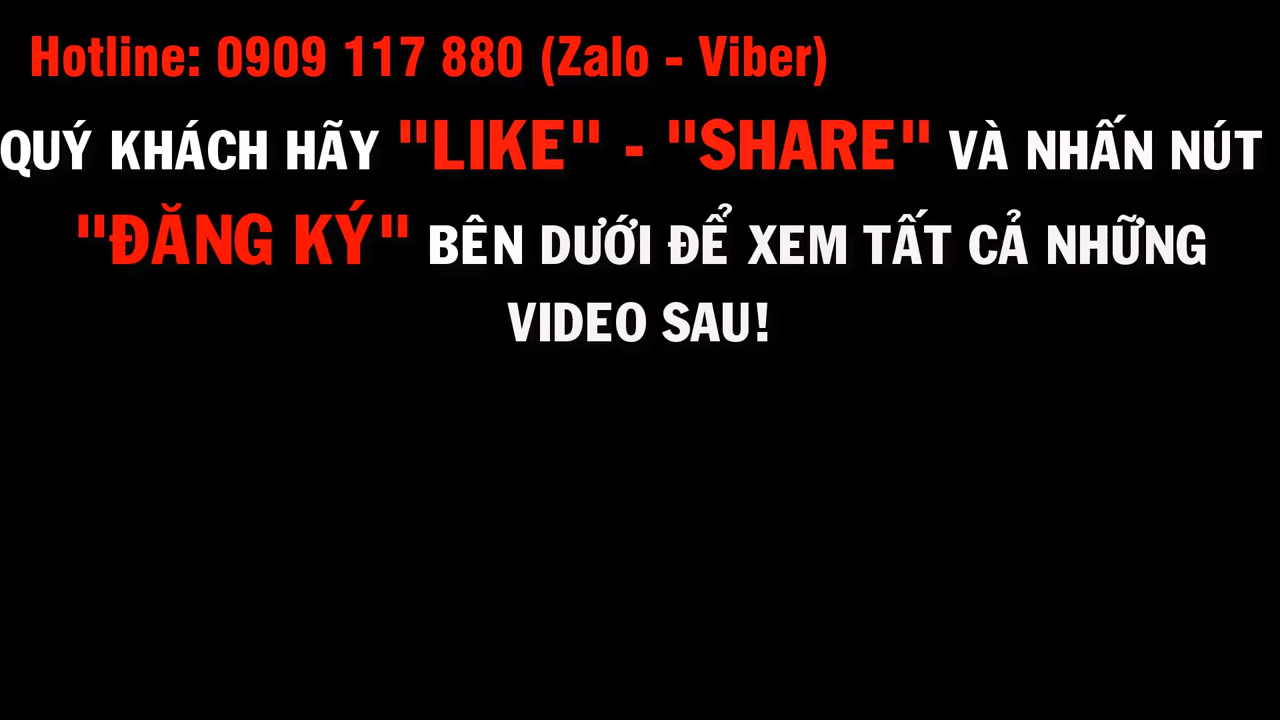 Hotline: 0909 117 880 (Zalo - Viber)
QUÝ KHÁCH HÃY "LIKE" - "SHARE" VÀ NHẤN NÚT
"ĐĂNG KÝ" BÊN DƯỚI ĐỂ XEM TẤT CẢ NHỮNG
VIDEO SAU!